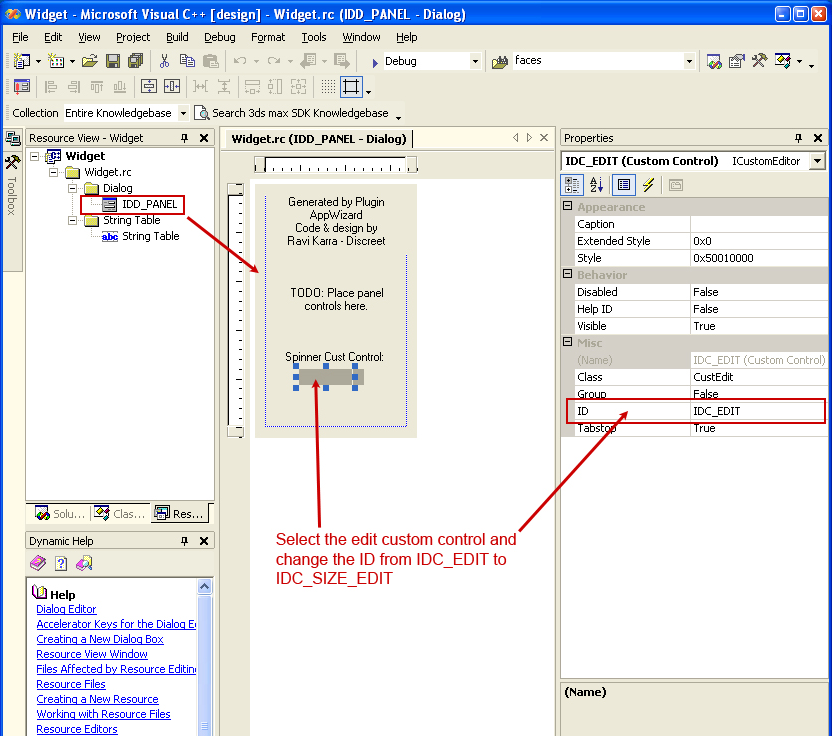 Widget - Microsoft Visual C++ [design] - Widget.rc (IDD_PANEL - Dialog)
File Edit View Project Build Debug Format Tools Window Help
Debug faces
Collection Entire Knowledgebase Search 3ds max SDK Knowledgebase
Toolbox
Resource View - Widget
Widget
Widget.rc
Dialog
IDD_PANEL
String Table
abc String Table
Solu... Clas... Res...
Dynamic Help
Help
Dialog Editor
Accelerator Keys for the Dialog E
Creating a New Dialog Box
Resource View Window
Files Affected by Resource Editin
Resource Files
Creating a New Resource
Working with Resource Files
Resource Editors
Widget.rc (IDD_PANEL - Dialog)
Generated by Plugin
AppWizard
Code & design by
Ravi Karra - Discreet
TODO: Place panel
controls here.
Spinner Cust Control:
Select the edit custom control and
change the ID from IDC_EDIT to
IDC_SIZE_EDIT
Properties
IDC_EDIT (Custom Control) ICustomEditor
Appearance
Caption
Extended Style 0x0
Style 0x50010000
Behavior
Disabled False
Help ID False
Visible True
Misc
(Name) IDC_EDIT (Custom Control)
Class CustEdit
Group False
ID IDC_EDIT
Tabstop True
(Name)